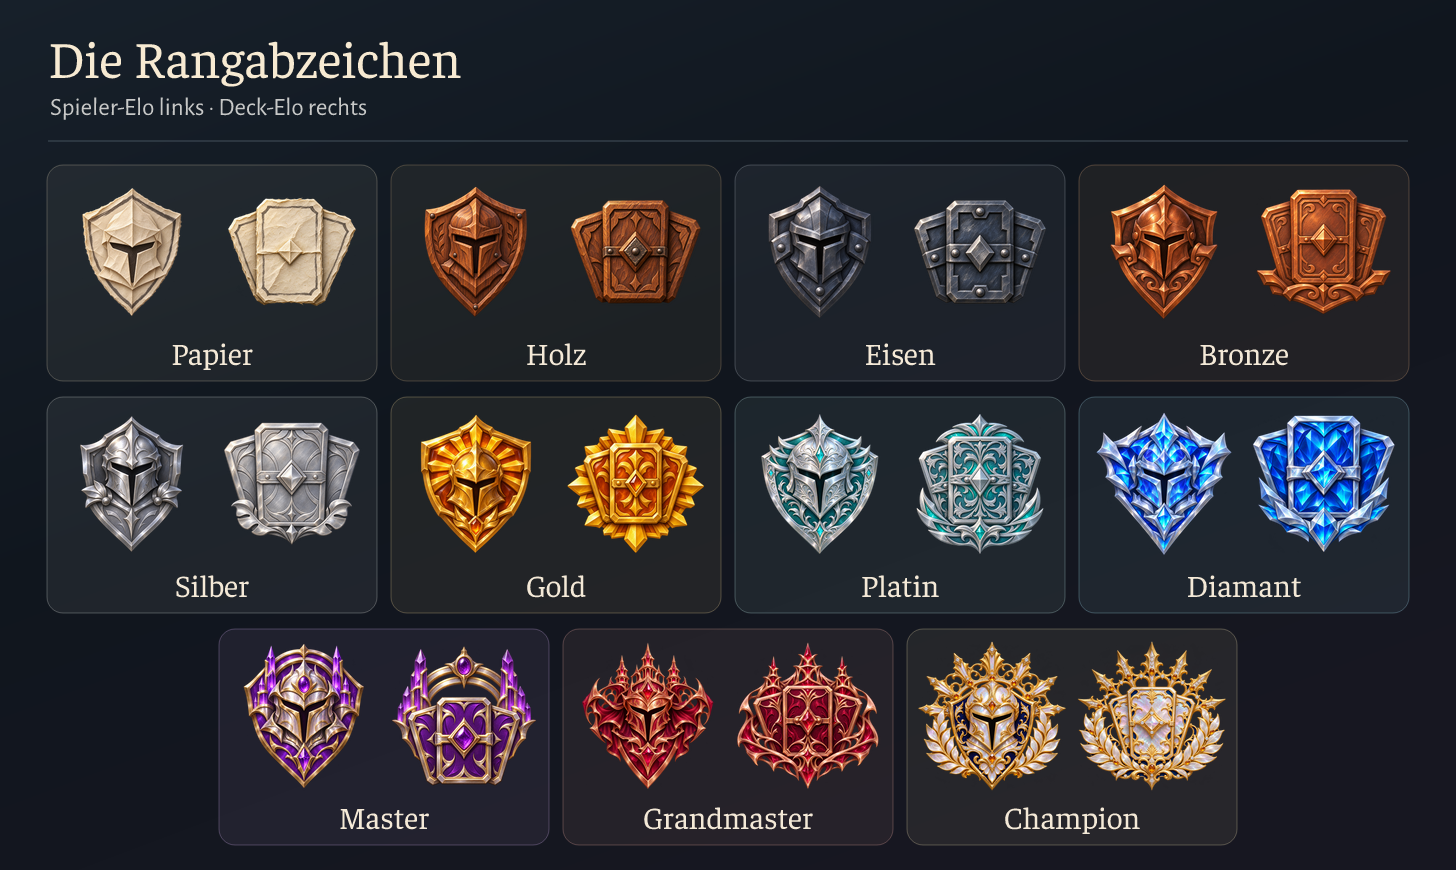 Die Rangabzeichen
Spieler-Elo links · Deck-Elo rechts
Papier
Holz
Eisen
Bronze
Silber
Gold
Platin
Diamant
Master
Grandmaster
Champion